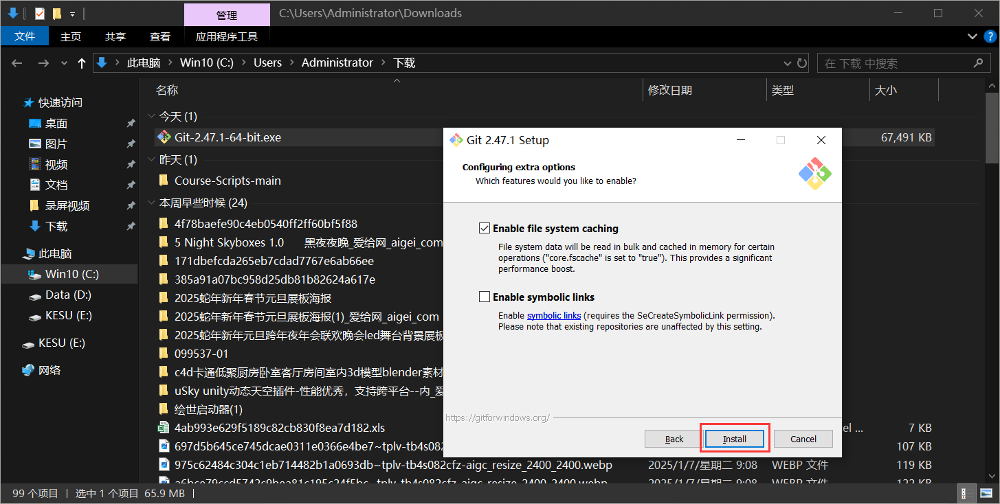 管理
C:\Users\Administrator\Downloads
文件 主页 共享 查看 应用程序工具
此电脑 > Win10 (C:) > Users > Administrator > 下载
在 下载 中搜索
快速访问
桌面
图片
视频
文档
录屏视频
下载
此电脑
Win10 (C:)
Data (D:)
KESU (E:)
KESU (E:)
网络
名称 修改日期 类型 大小
今天 (1)
Git-2.47.1-64-bit.exe 67,491 KB
昨天 (1)
Course-Scripts-main
本周早些时候 (24)
4f78baefe90c4eb0540ff2ff60bf5f88
5 Night Skyboxes 1.0 黑夜夜晚_爱给网_aigei_com
171dbefcda265eb7cdad7767e6ab66ee
385a91a07bc958d25db81b82624a617e
2025蛇年新年春节元旦展板海报
2025蛇年新年春节元旦展板海报(1)_爱给网_aigei_com
2025蛇年新年元旦跨年夜年会联欢晚会led舞台背景展板
099537-01
c4d卡通低聚厨房卧室客厅房间室内3d模型blender素材
uSky unity动态天空插件-性能优秀，支持跨平台--内_爱
绘世启动器(1)
4ab993e629f5189c82cb830f8ea7d182.xls el ... 7 KB
697d5b645ce745dcae0311e0366e4be7~tplv-tb4s082 107 KB
975c62484c304c1eb714482b1a0693db~tplv-tb4s082cfz-aigc_resize_2400_2400.webp 2025/1/7/星期二 9:08 WEBP 文件 119 KB
2025/1/7/星期二 9:08 WEBP 文件 122 KB
Git 2.47.1 Setup
Configuring extra options
Which features would you like to enable?
Enable file system caching
File system data will be read in bulk and cached in memory for certain
operations ("core.fscache" is set to "true"). This provides a significant
performance boost.
Enable symbolic links
Enable symbolic links (requires the SeCreateSymbolicLink permission).
Please note that existing repositories are unaffected by this setting.
https://gitforwindows.org/
Back Install Cancel
99 个项目 选中 1 个项目 65.9 MB